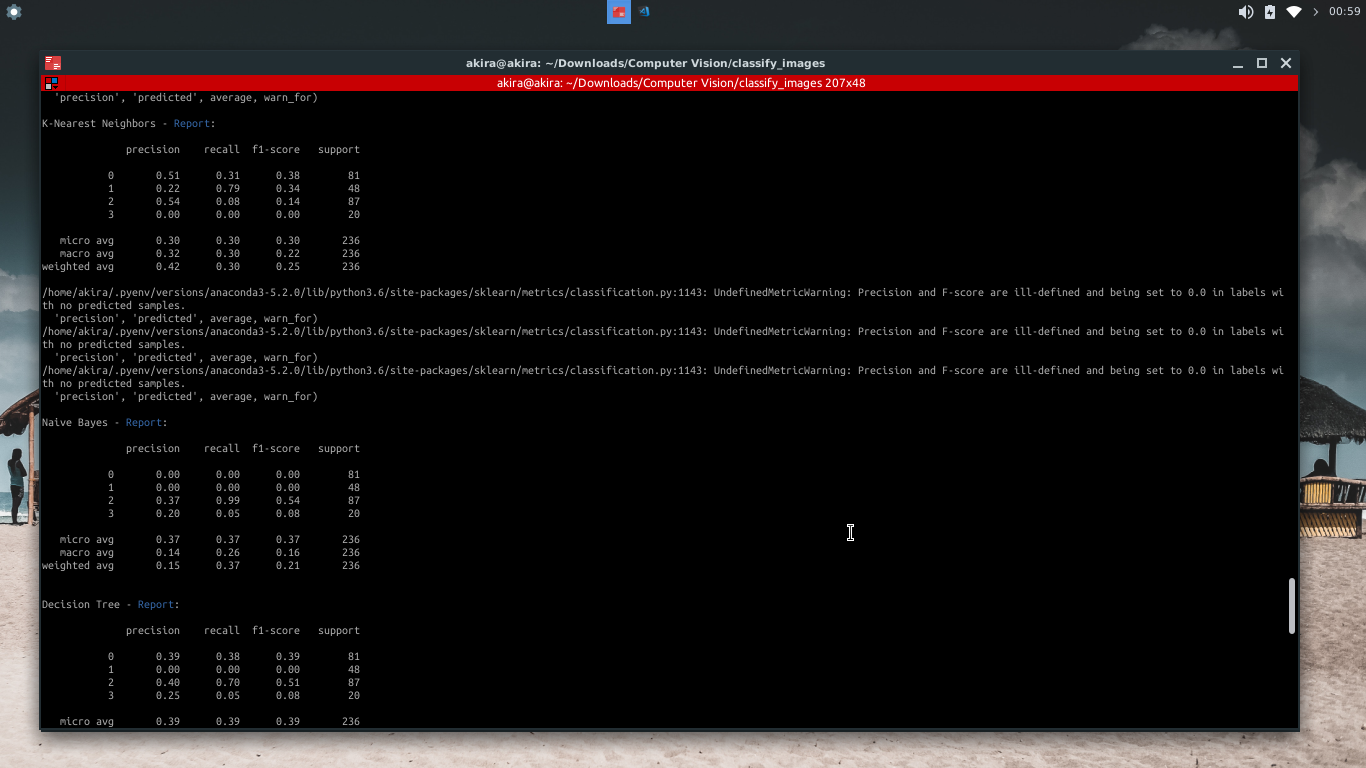 00:59
akira@akira: ~/Downloads/Computer Vision/classify_images
akira@akira: ~/Downloads/Computer Vision/classify_images 207x48
'precision', 'predicted', average, warn_for)
K-Nearest Neighbors - Report:
precision recall f1-score support
0 0.51 0.31 0.38 81
1 0.22 0.79 0.34 48
2 0.54 0.08 0.14 87
3 0.00 0.00 0.00 20
micro avg 0.30 0.30 0.30 236
macro avg 0.32 0.30 0.22 236
weighted avg 0.42 0.30 0.25 236
/home/akira/.pyenv/versions/anaconda3-5.2.0/lib/python3.6/site-packages/sklearn/metrics/classification.py:1143: UndefinedMetricWarning: Precision and F-score are ill-defined and being set to 0.0 in labels wi
th no predicted samples.
'precision', 'predicted', average, warn_for)
/home/akira/.pyenv/versions/anaconda3-5.2.0/lib/python3.6/site-packages/sklearn/metrics/classification.py:1143: UndefinedMetricWarning: Precision and F-score are ill-defined and being set to 0.0 in labels wi
th no predicted samples.
'precision', 'predicted', average, warn_for)
/home/akira/.pyenv/versions/anaconda3-5.2.0/lib/python3.6/site-packages/sklearn/metrics/classification.py:1143: UndefinedMetricWarning: Precision and F-score are ill-defined and being set to 0.0 in labels wi
th no predicted samples.
'precision', 'predicted', average, warn_for)
Naive Bayes - Report:
precision recall f1-score support
0 0.00 0.00 0.00 81
1 0.00 0.00 0.00 48
2 0.37 0.99 0.54 87
3 0.20 0.05 0.08 20
micro avg 0.37 0.37 0.37 236
macro avg 0.14 0.26 0.16 236
weighted avg 0.15 0.37 0.21 236
Decision Tree - Report:
precision recall f1-score support
0 0.39 0.38 0.39 81
1 0.00 0.00 0.00 48
2 0.40 0.70 0.51 87
3 0.25 0.05 0.08 20
micro avg 0.39 0.39 0.39 236